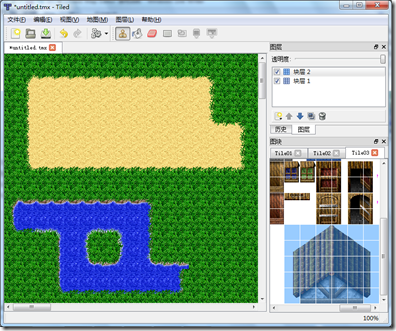 *untitled.tmx - Tiled
文件(F) 编辑(E) 视图(V) 地图(M) 图层(L) 帮助(H)
*untitled.tmx
图层
透明度:
块层 2
块层 1
历史 图层
图块
Tile01 Tile02 Tile03
100%